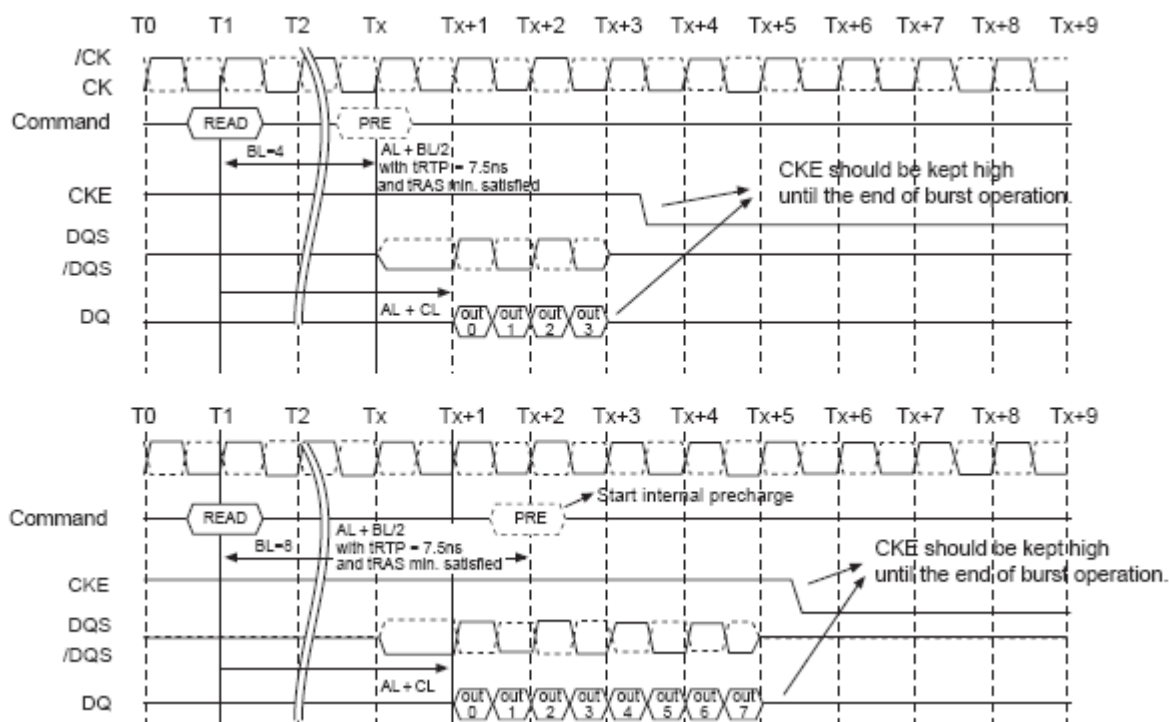 T0 T1 T2 Tx Tx+1 Tx+2 Tx+3 Tx+4 Tx+5 Tx+6 Tx+7 Tx+8 Tx+9
/CK
CK
Command READ PRE
BL=4
AL + BL/2
with tRTP = 7.5ns
and tRAS min. satisfied
CKE should be kept high
until the end of burst operation.
CKE
DQS
/DQS
AL + CL
DQ out 0 out 1 out 2 out 3
T0 T1 T2 Tx Tx+1 Tx+2 Tx+3 Tx+4 Tx+5 Tx+6 Tx+7 Tx+8 Tx+9
Start internal precharge
Command READ PRE
BL=8
AL + BL/2
with tRTP = 7.5ns
and tRAS min. satisfied
CKE should be kept high
until the end of burst operation.
CKE
DQS
/DQS
AL + CL
DQ out 0 out 1 out 2 out 3 out 4 out 5 out 6 out 7